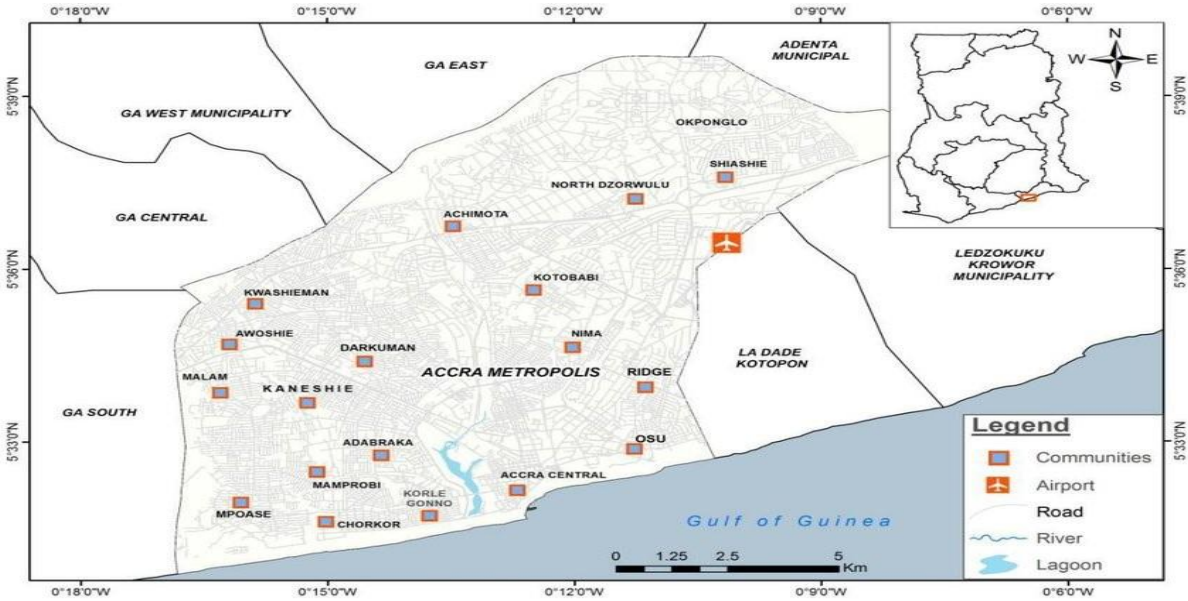 0°18'0"W 0°15'0"W 0°12'0"W 0°9'0"W 0°6'0"W
5°39'0"N
5°36'0"N
5°33'0"N
5°39'0"N
5°36'0"N
5°33'0"N
GA EAST
ADENTA
MUNICIPAL
GA WEST MUNICIPALITY
GA CENTRAL
GA SOUTH
LEDZOKUKU
KROWOR
MUNICIPALITY
LA DADE
KOTOPON
N
W E
S
OKPONGLO
SHIASHIE
NORTH DZORWULU
ACHIMOTA
KOTOBABI
KWASHIEMAN
AWOSHIE
NIMA
DARKUMAN
ACCRA METROPOLIS
RIDGE
MALAM
KANESHIE
OSU
ADABRAKA
ACCRA CENTRAL
MAMPROBI
KORLE
GONNO
MPOASE
CHORKOR
Gulf of Guinea
0 1.25 2.5 5
Km
Legend
Communities
Airport
Road
River
Lagoon
0°18'0"W 0°15'0"W 0°12'0"W 0°9'0"W 0°6'0"W